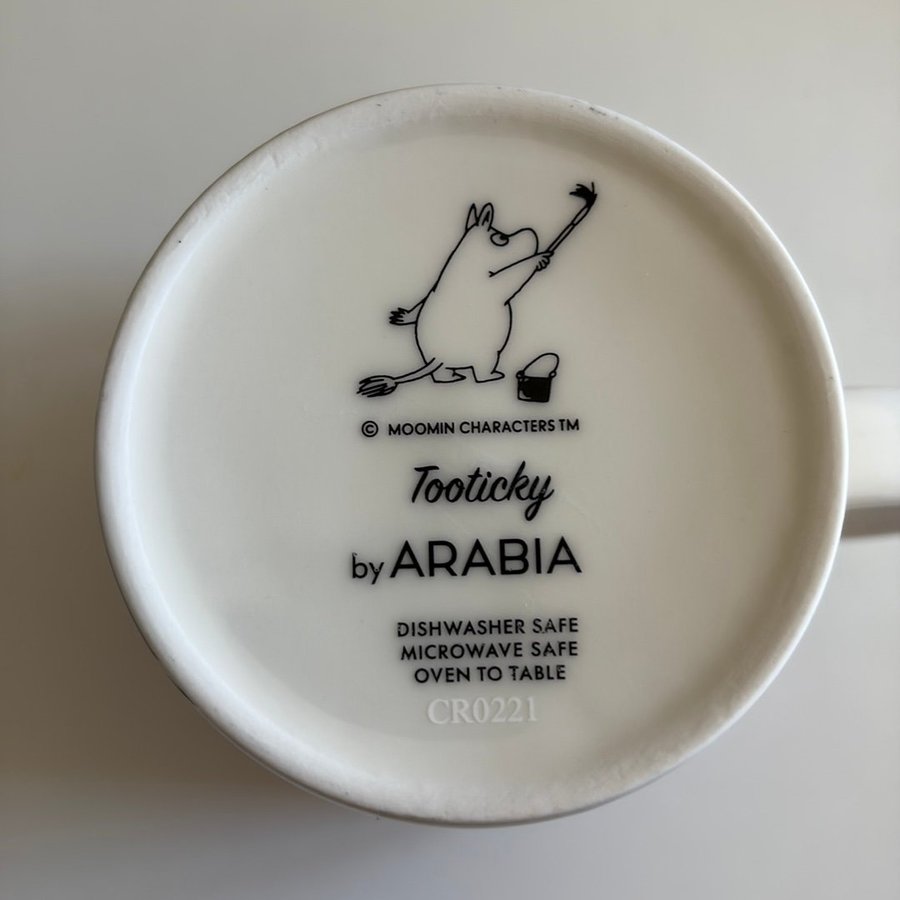 © MOOMIN CHARACTERS TM
Tooticky
by ARABIA
DISHWASHER SAFE
MICROWAVE SAFE
OVEN TO TABLE
CR0221